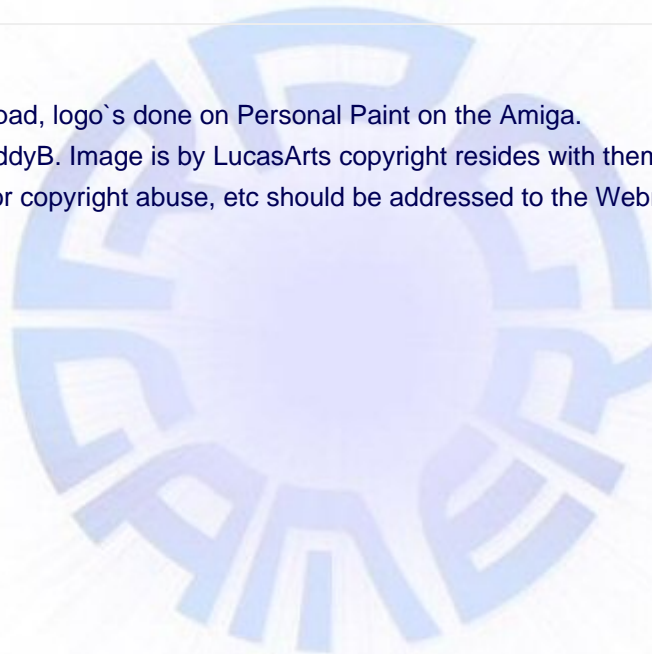 oad, logo`s done on Personal Paint on the Amiga.
ddyB. Image is by LucasArts copyright resides with them
or copyright abuse, etc should be addressed to the Web